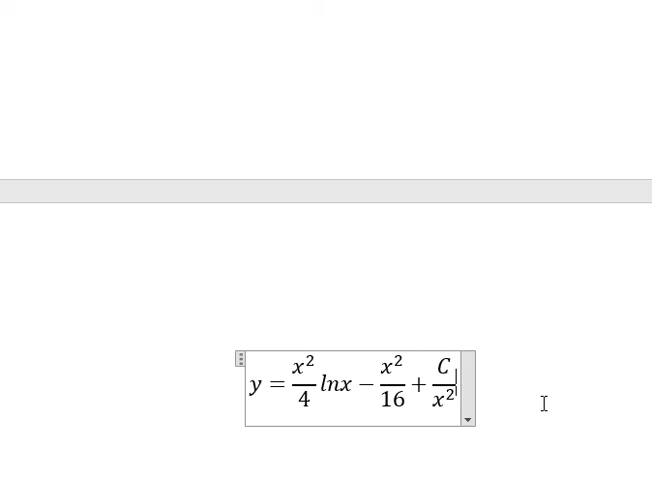 y = x²/4 lnx − x²/16 + C/x²